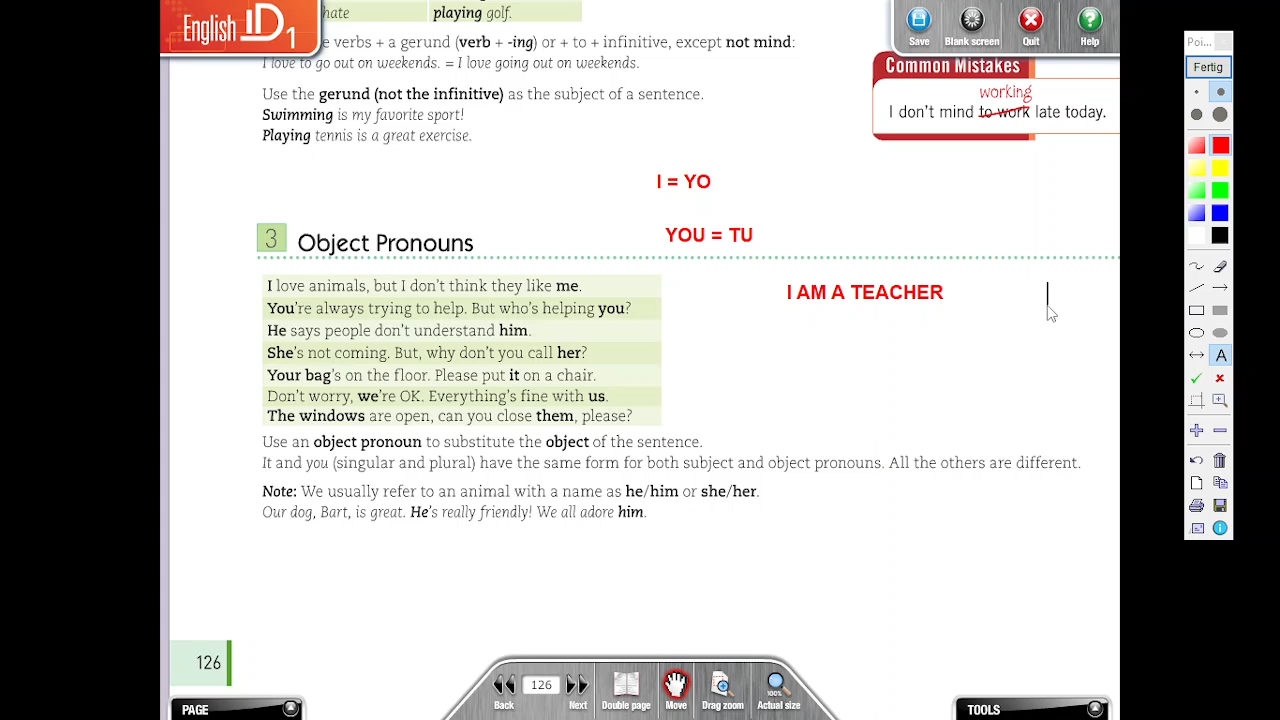 English ID 1
hate
playing golf.
verbs + a gerund (verb + -ing) or + to + infinitive, except not mind:
I love to go out on weekends. = I love going out on weekends.
Use the gerund (not the infinitive) as the subject of a sentence.
Swimming is my favorite sport!
Playing tennis is a great exercise.
Save
Blank screen
Quit
Help
Common Mistakes
working
I don't mind to work late today.
Poi...
Fertig
I = YO
YOU = TU
3 Object Pronouns
I AM A TEACHER
I love animals, but I don't think they like me.
You're always trying to help. But who's helping you?
He says people don't understand him.
She's not coming. But, why don't you call her?
Your bag's on the floor. Please put it on a chair.
Don't worry, we're OK. Everything's fine with us.
The windows are open, can you close them, please?
Use an object pronoun to substitute the object of the sentence.
It and you (singular and plural) have the same form for both subject and object pronouns. All the others are different.
Note: We usually refer to an animal with a name as he/him or she/her.
Our dog, Bart, is great. He's really friendly! We all adore him.
A
126
PAGE
Back
126
Next
Double page
Move
Drag zoom
100%
Actual size
TOOLS